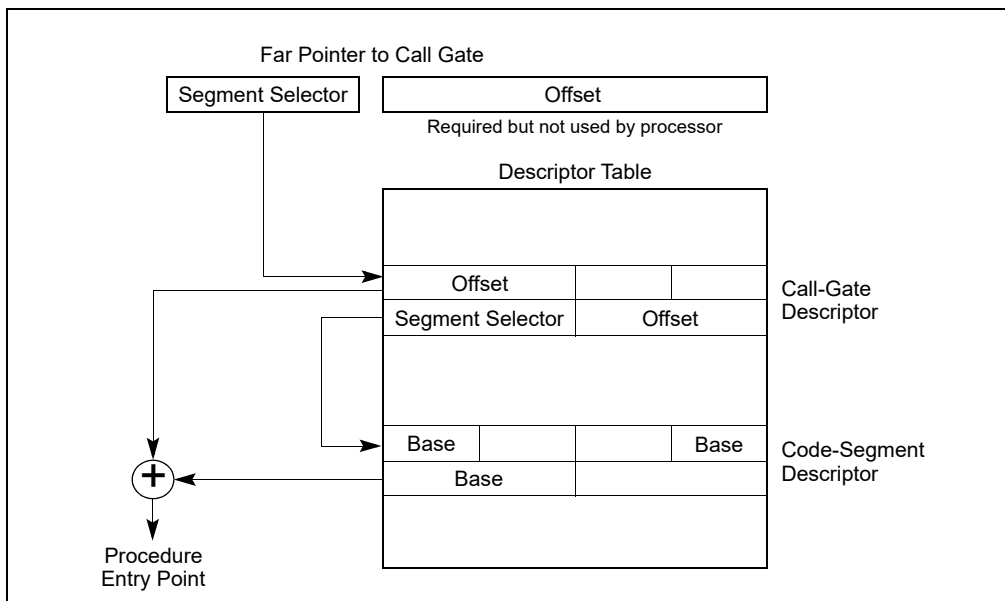 Far Pointer to Call Gate
Segment Selector
Offset
Required but not used by processor
Descriptor Table
Offset
Call-Gate
Descriptor
Segment Selector
Offset
Base
Base
Code-Segment
Descriptor
Base
+
Procedure
Entry Point